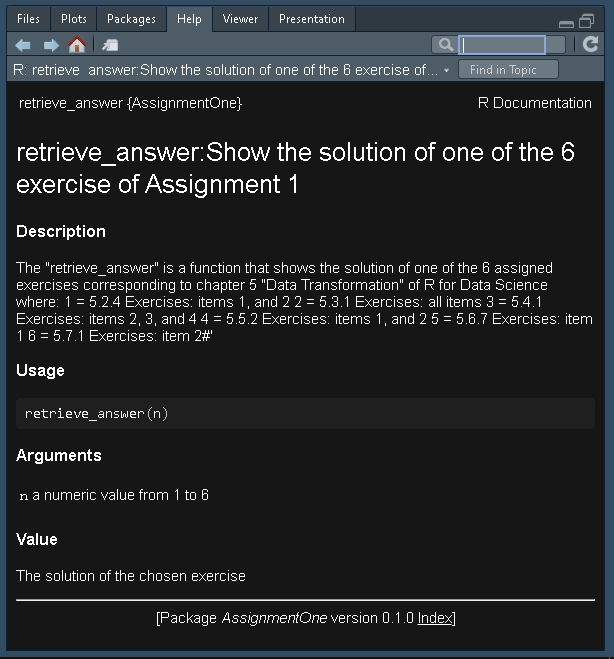 Files Plots Packages Help Viewer Presentation
R: retrieve_answer:Show the solution of one of the 6 exercise of... Find in Topic
retrieve_answer {AssignmentOne} R Documentation
retrieve_answer:Show the solution of one of the 6
exercise of Assignment 1
Description
The "retrieve_answer" is a function that shows the solution of one of the 6 assigned
exercises corresponding to chapter 5 "Data Transformation" of R for Data Science
where: 1 = 5.2.4 Exercises: items 1, and 2 2 = 5.3.1 Exercises: all items 3 = 5.4.1
Exercises: items 2, 3, and 4 4 = 5.5.2 Exercises: items 1, and 2 5 = 5.6.7 Exercises: item
1 6 = 5.7.1 Exercises: item 2#'
Usage
retrieve_answer(n)
Arguments
n a numeric value from 1 to 6
Value
The solution of the chosen exercise
[Package AssignmentOne version 0.1.0 Index]